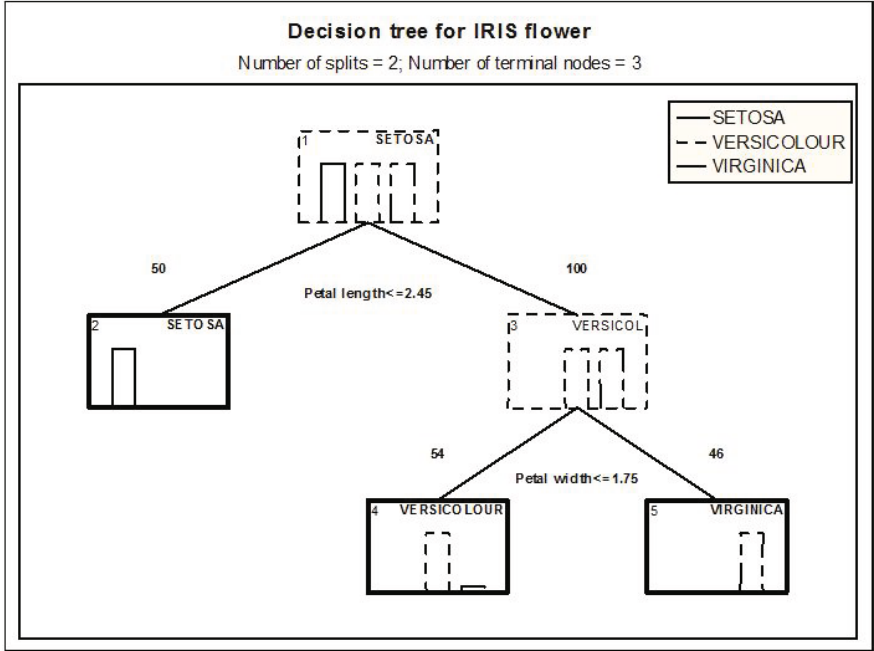 Decision tree for IRIS flower
Number of splits = 2; Number of terminal nodes = 3
SETOSA
VERSICOLOUR
VIRGINICA
1 SETOSA
50 100
Petal length<=2.45
2 SETOSA
3 VERSICOL
54 46
Petal width<=1.75
4 VERSICOLOUR
5 VIRGINICA